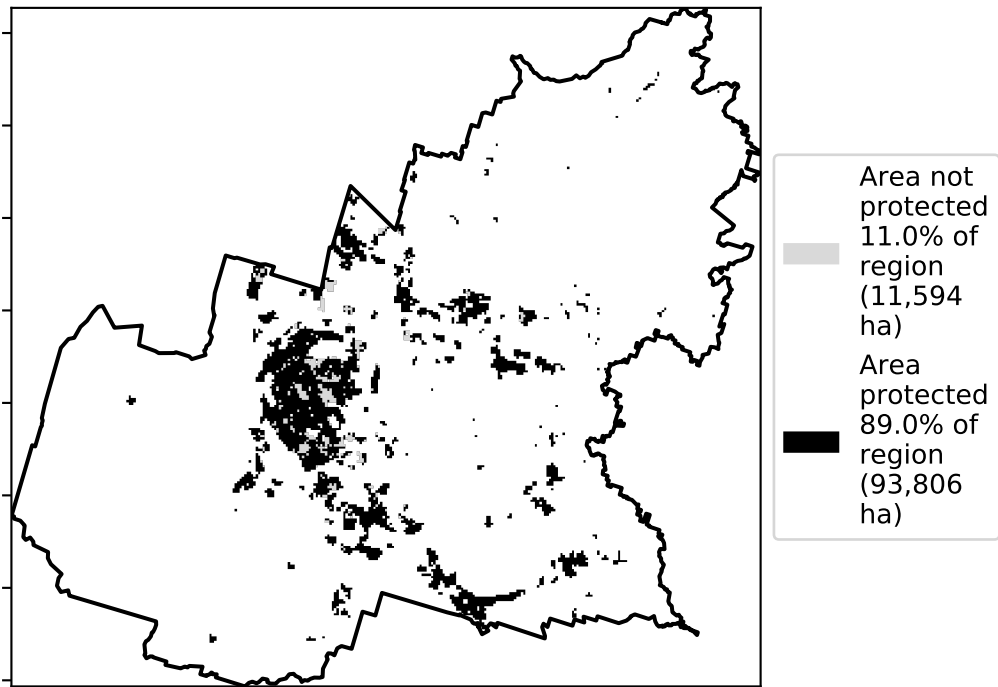 Area not
protected
11.0% of
region
(11,594
ha)
Area
protected
89.0% of
region
(93,806
ha)